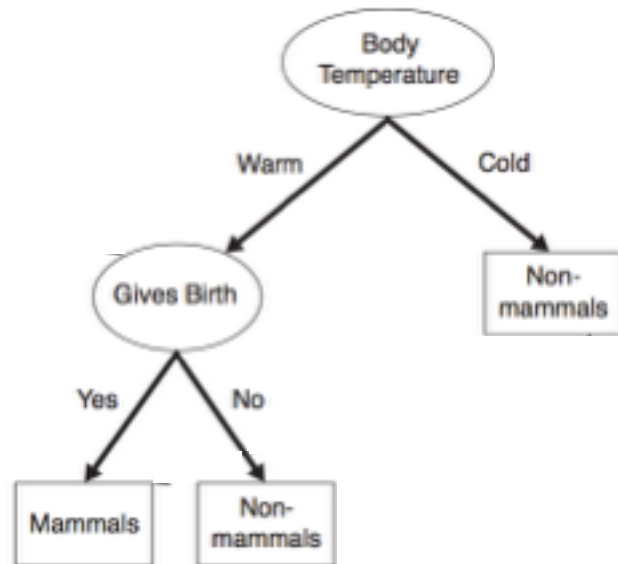 Body
Temperature
Warm
Cold
Gives Birth
Non-
mammals
Yes
No
Mammals
Non-
mammals